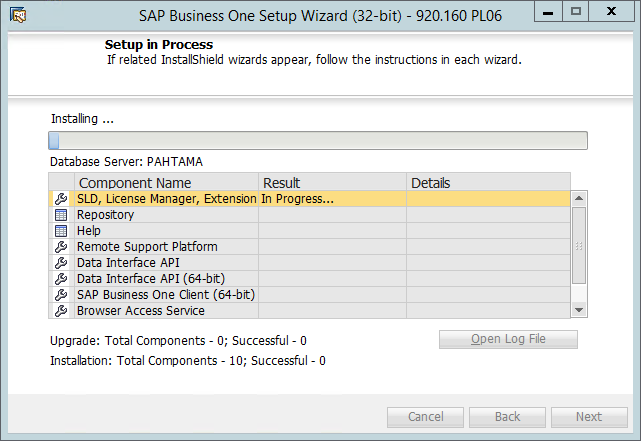 SAP Business One Setup Wizard (32-bit) - 920.160 PL06
Setup in Process
If related InstallShield wizards appear, follow the instructions in each wizard.
Installing ...
Database Server: PAHTAMA
Component Name Result Details
SLD, License Manager, Extension In Progress...
Repository
Help
Remote Support Platform
Data Interface API
Data Interface API (64-bit)
SAP Business One Client (64-bit)
Browser Access Service
Upgrade: Total Components - 0; Successful - 0
Open Log File
Installation: Total Components - 10; Successful - 0
Cancel Back Next